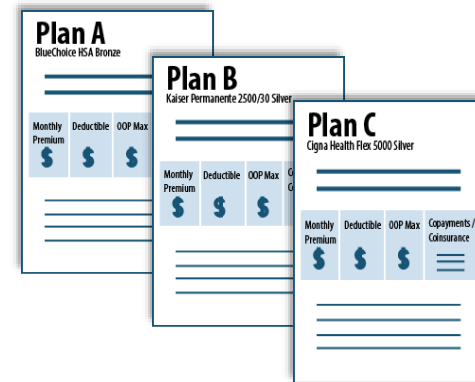 Plan A
BlueChoice HSA Bronze
Monthly Premium
$
Deductible
$
OOP Max
$
Plan B
Kaiser Permanente 2500/30 Silver
Monthly Premium
$
Deductible
$
OOP Max
$
Plan C
Cigna Health Flex 5000 Silver
Monthly
Premium
$
Deductible
$
OOP Max
$
Copayments /
Coinsurance